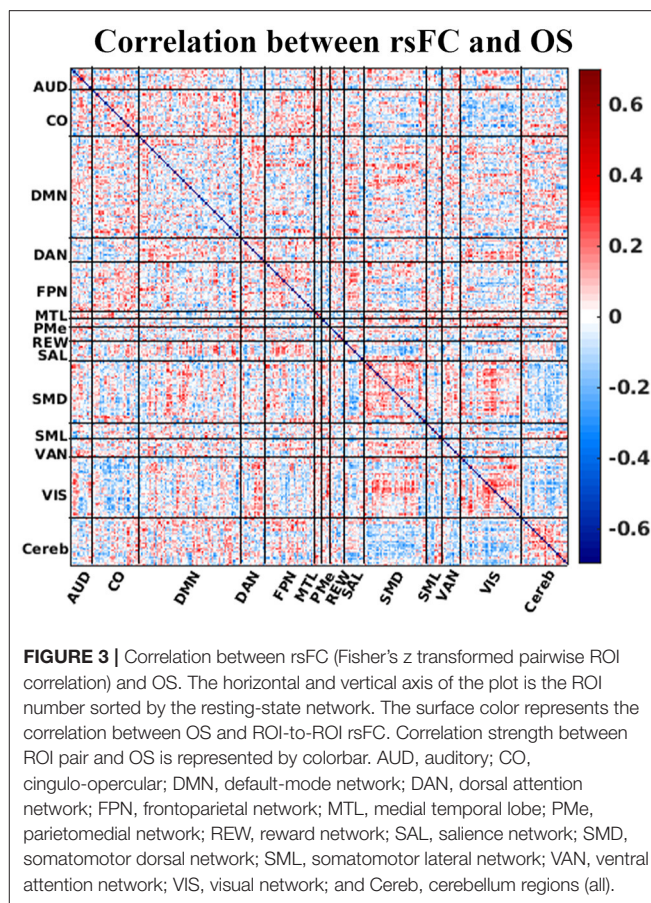 Correlation between rsFC and OS
AUD
CO
DMN
DAN
FPN
MTL
PMe
REW
SAL
SMD
SML
VAN
VIS
Cereb
AUD
CO
DMN
DAN
FPN
MTL
PMe
REW
SAL
SMD
SML
VAN
VIS
Cereb
0.6
0.4
0.2
0
-0.2
-0.4
-0.6
FIGURE 3 | Correlation between rsFC (Fisher's z transformed pairwise ROI
correlation) and OS. The horizontal and vertical axis of the plot is the ROI
number sorted by the resting-state network. The surface color represents the
correlation between OS and ROI-to-ROI rsFC. Correlation strength between
ROI pair and OS is represented by colorbar. AUD, auditory; CO,
cingulo-opercular; DMN, default-mode network; DAN, dorsal attention
network; FPN, frontoparietal network; MTL, medial temporal lobe; PMe,
parietomedial network; REW, reward network; SAL, salience network; SMD,
somatomotor dorsal network; SML, somatomotor lateral network; VAN, ventral
attention network; VIS, visual network; and Cereb, cerebellum regions (all).